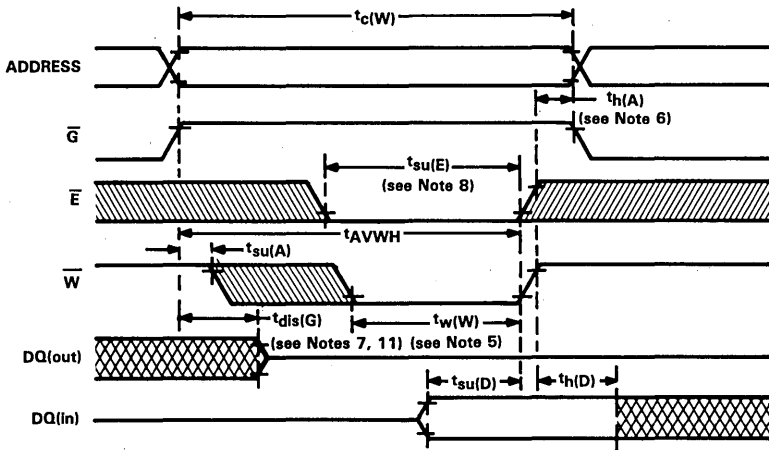 tc(W)
ADDRESS
th(A)
(see Note 6)
G
tsu(E)
(see Note 8)
E
tAVWH
tsu(A)
W
tdis(G)
tw(W)
(see Notes 7, 11) (see Note 5)
DQ(out)
tsu(D)
th(D)
DQ(in)